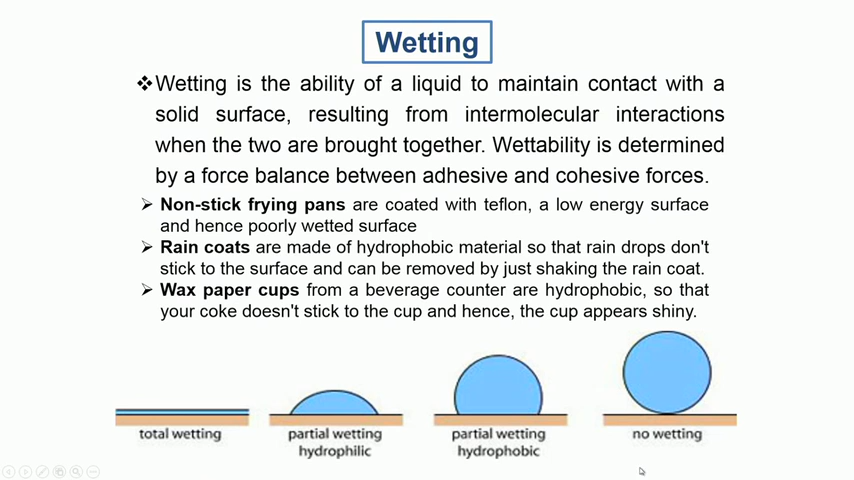 Wetting
❖Wetting is the ability of a liquid to maintain contact with a
solid surface, resulting from intermolecular interactions
when the two are brought together. Wettability is determined
by a force balance between adhesive and cohesive forces.
➢ Non-stick frying pans are coated with teflon, a low energy surface
and hence poorly wetted surface
➢ Rain coats are made of hydrophobic material so that rain drops don't
stick to the surface and can be removed by just shaking the rain coat.
➢ Wax paper cups from a beverage counter are hydrophobic, so that
your coke doesn't stick to the cup and hence, the cup appears shiny.
total wetting
partial wetting
hydrophilic
partial wetting
hydrophobic
no wetting